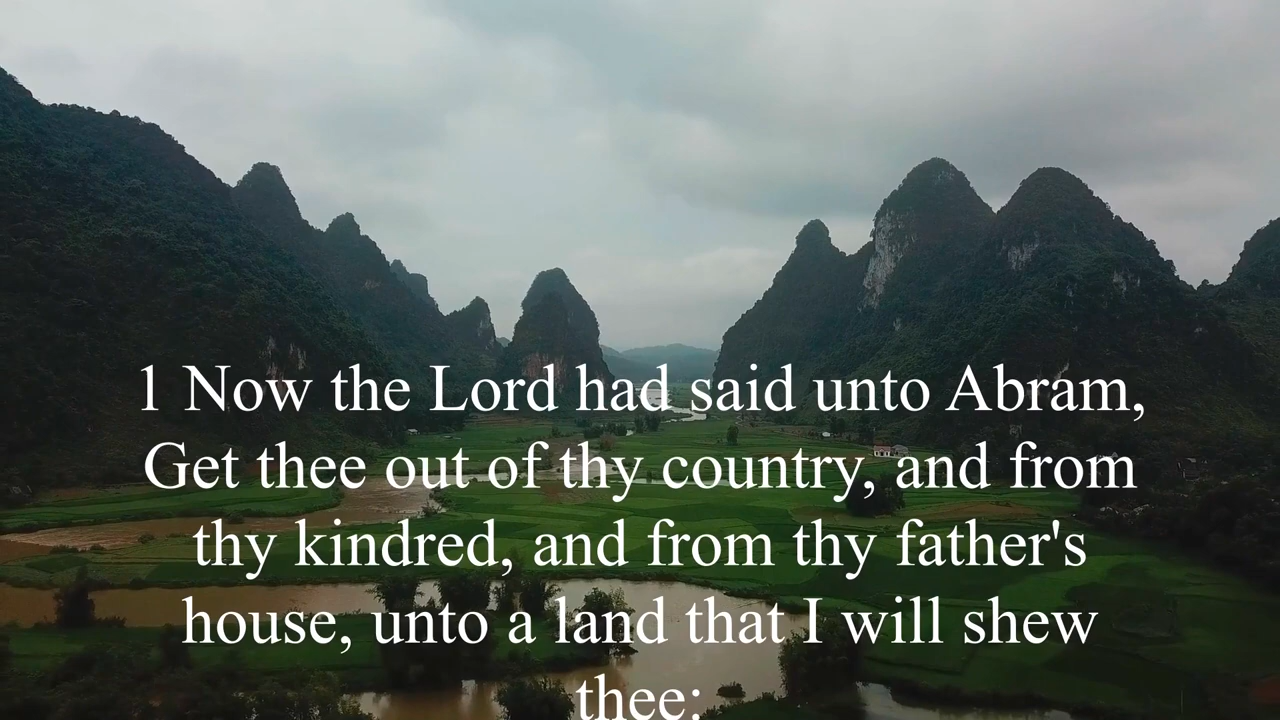 1 Now the Lord had said unto Abram,
Get thee out of thy country, and from
thy kindred, and from thy father's
house, unto a land that I will shew
thee: